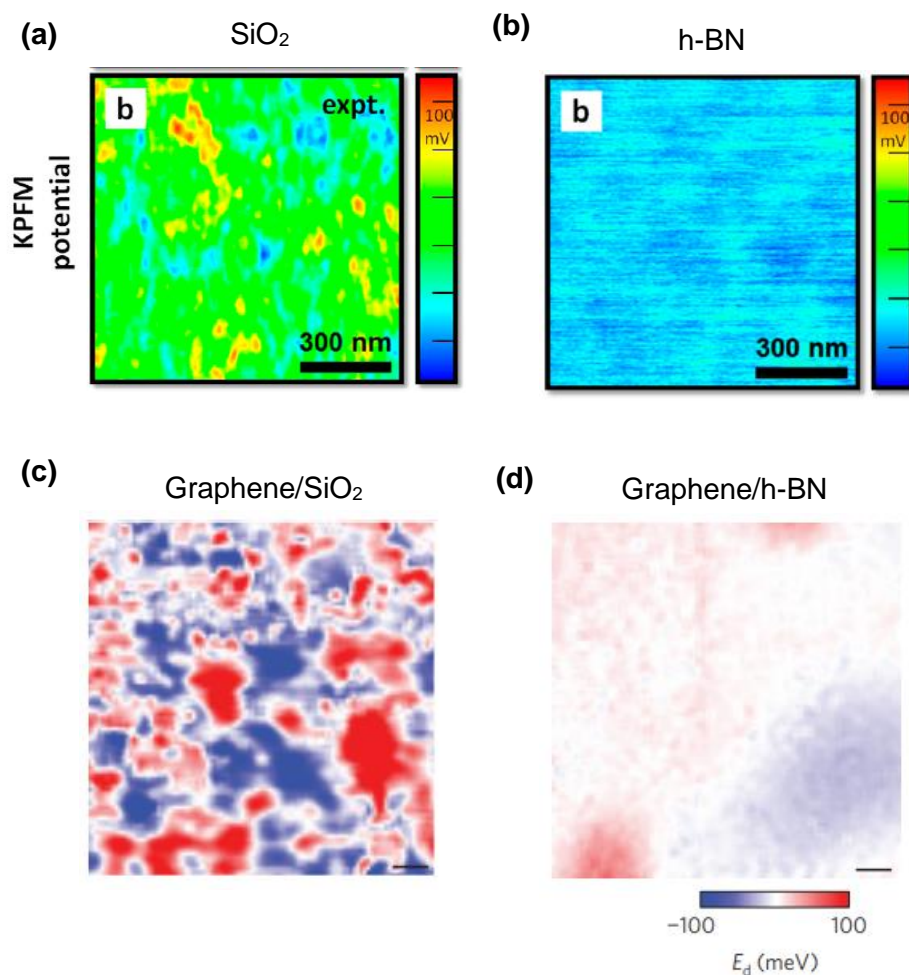 (a)
SiO₂
(b)
h-BN
KPFM
potential
b
expt.
100
mV
300 nm
b
100
mV
300 nm
(c)
Graphene/SiO₂
(d)
Graphene/h-BN
−100
100
E_d (meV)